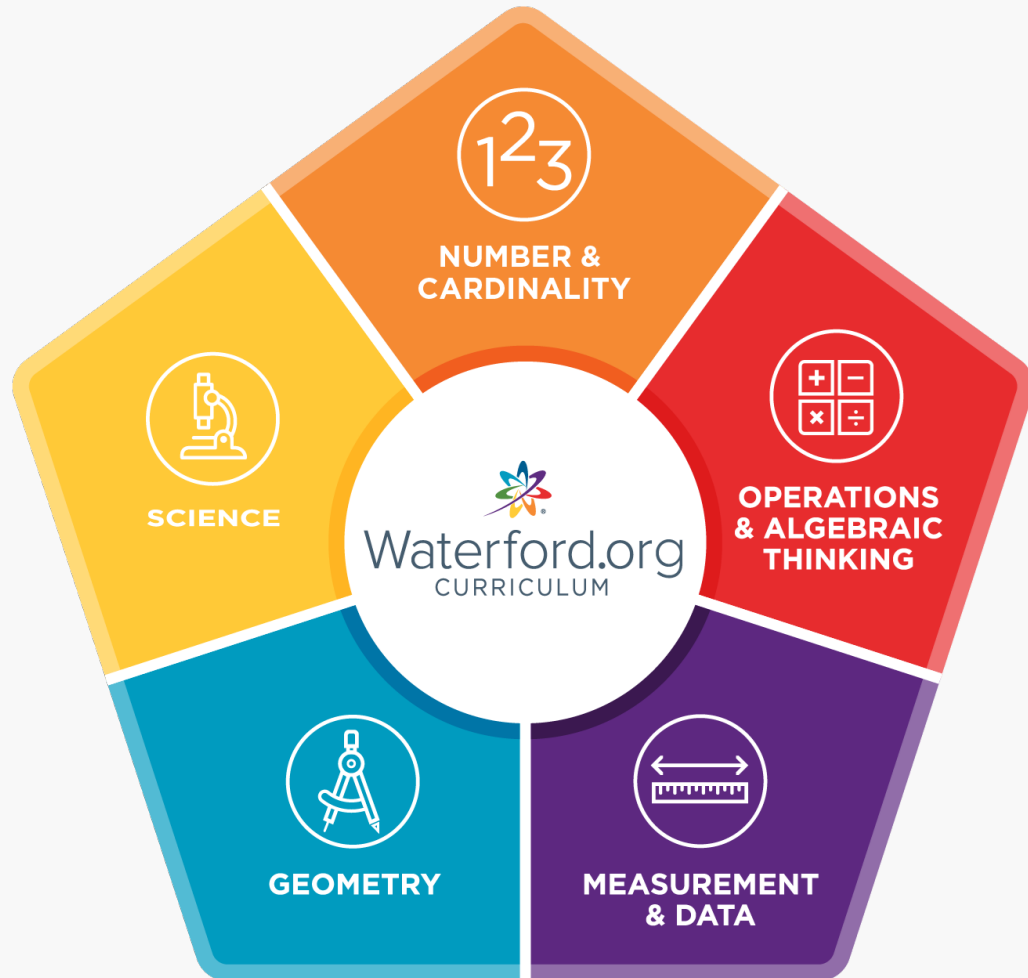 123
NUMBER &
CARDINALITY
OPERATIONS
& ALGEBRAIC
THINKING
MEASUREMENT
& DATA
GEOMETRY
SCIENCE
Waterford.org
CURRICULUM